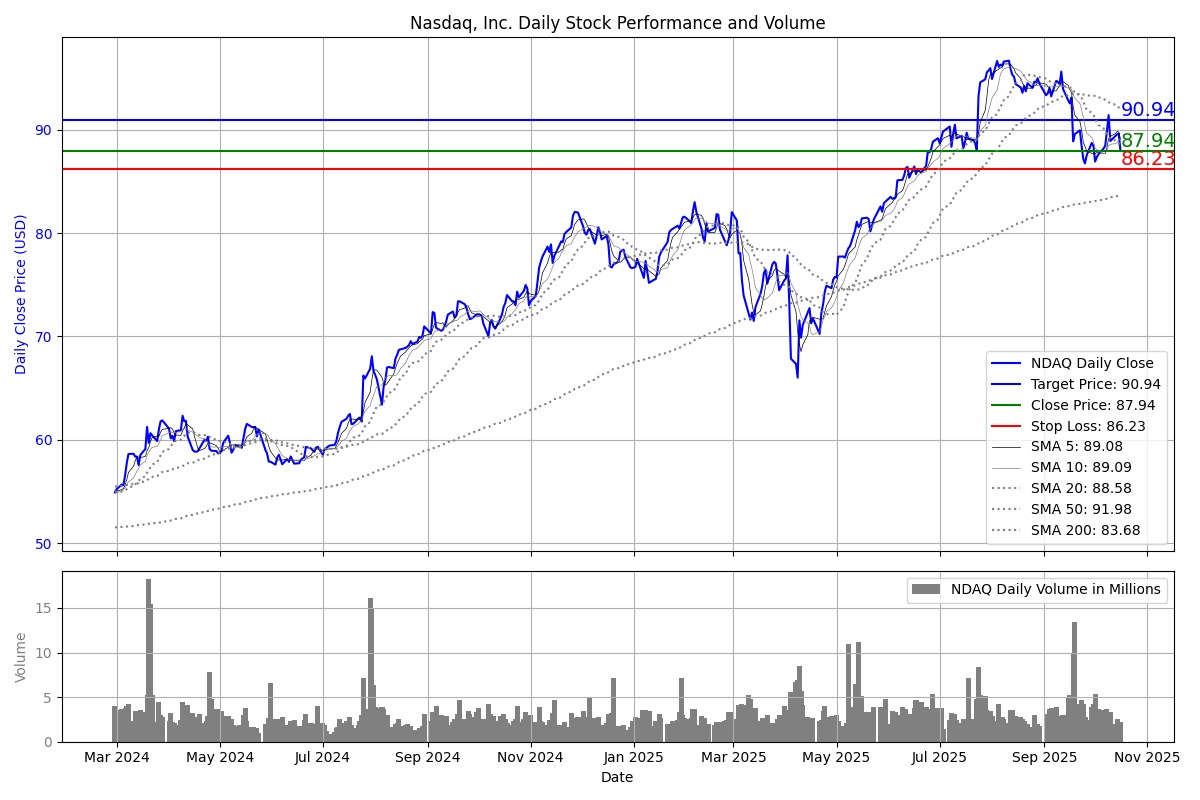 Nasdaq, Inc. Daily Stock Performance and Volume
Daily Close Price (USD)
90
80
70
60
50
90.94
87.94
86.23
NDAQ Daily Close
Target Price: 90.94
Close Price: 87.94
Stop Loss: 86.23
SMA 5: 89.08
SMA 10: 89.09
SMA 20: 88.58
SMA 50: 91.98
SMA 200: 83.68
Volume
15
10
5
0
NDAQ Daily Volume in Millions
Mar 2024 May 2024 Jul 2024 Sep 2024 Nov 2024 Jan 2025 Mar 2025 May 2025 Jul 2025 Sep 2025 Nov 2025
Date